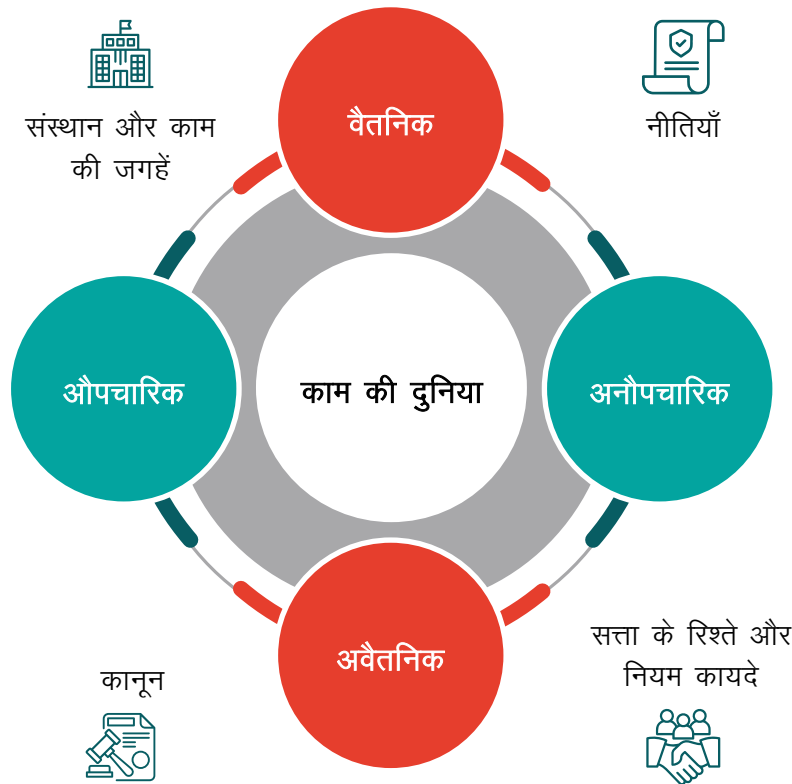 संस्थान और काम
की जगहें
वैतनिक
नीतियाँ
औपचारिक
काम की दुनिया
अनौपचारिक
अवैतनिक
कानून
सत्ता के रिश्ते और
नियम कायदे